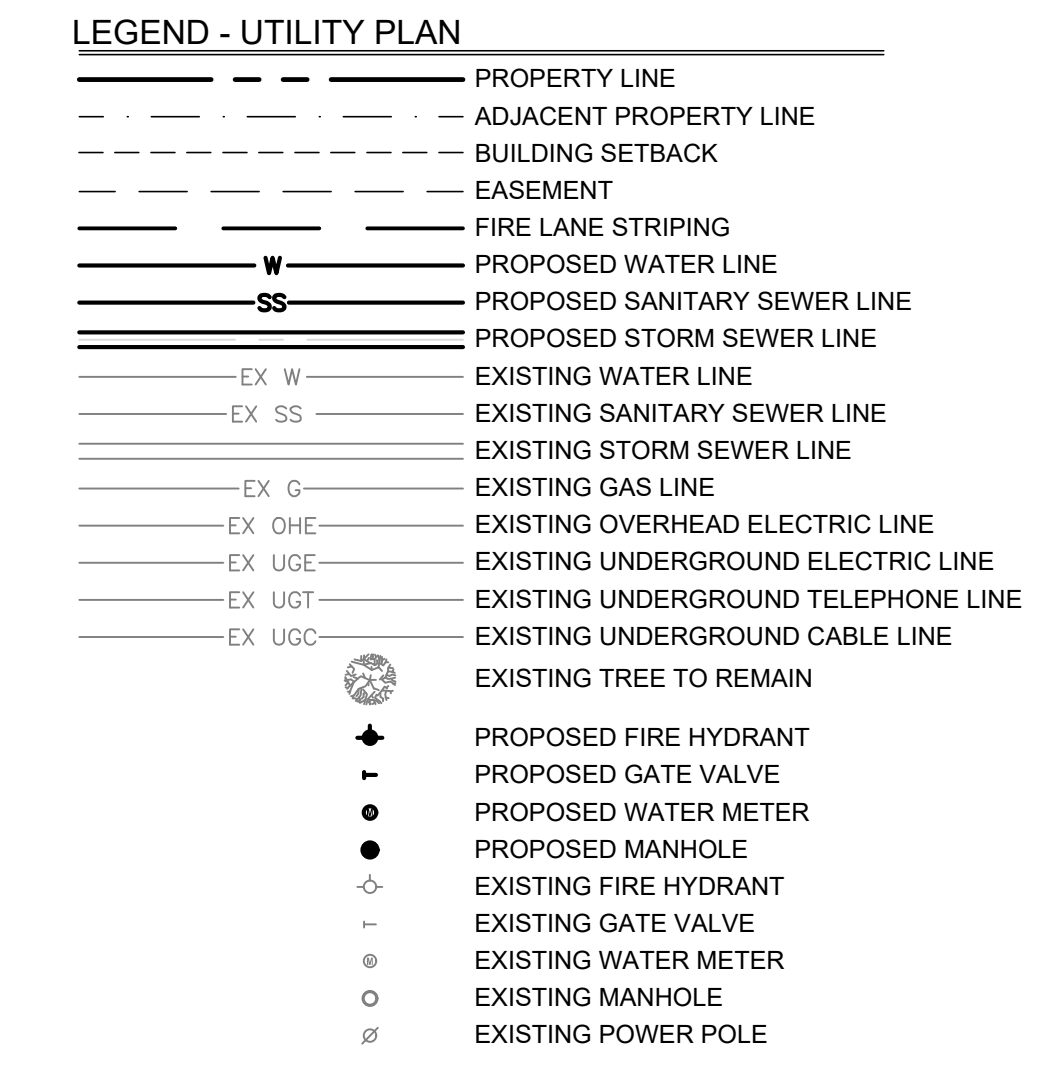 LEGEND - UTILITY PLAN
PROPERTY LINE
ADJACENT PROPERTY LINE
BUILDING SETBACK
EASEMENT
FIRE LANE STRIPING
W PROPOSED WATER LINE
SS PROPOSED SANITARY SEWER LINE
PROPOSED STORM SEWER LINE
EX W EXISTING WATER LINE
EX SS EXISTING SANITARY SEWER LINE
EXISTING STORM SEWER LINE
EX G EXISTING GAS LINE
EX OHE EXISTING OVERHEAD ELECTRIC LINE
EX UGE EXISTING UNDERGROUND ELECTRIC LINE
EX UGT EXISTING UNDERGROUND TELEPHONE LINE
EX UGC EXISTING UNDERGROUND CABLE LINE
EXISTING TREE TO REMAIN
PROPOSED FIRE HYDRANT
PROPOSED GATE VALVE
M PROPOSED WATER METER
PROPOSED MANHOLE
EXISTING FIRE HYDRANT
EXISTING GATE VALVE
M EXISTING WATER METER
EXISTING MANHOLE
EXISTING POWER POLE